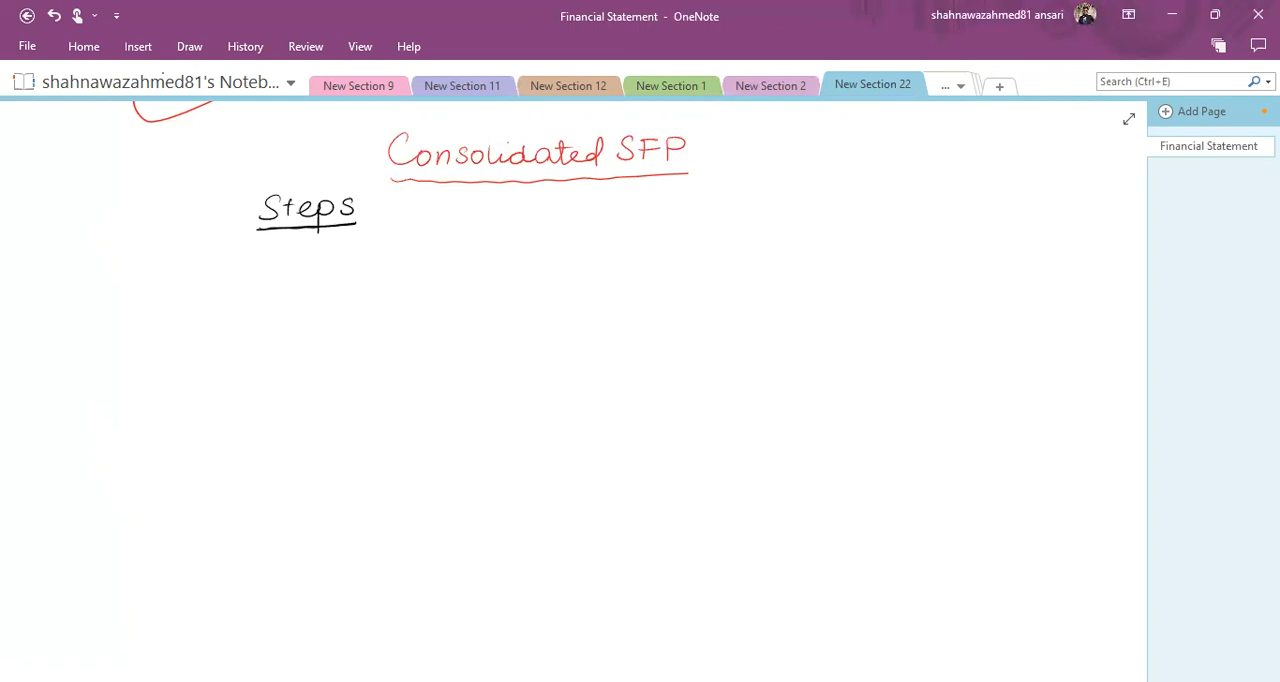 Financial Statement - OneNote
shahnawazahmed81 ansari
File Home Insert Draw History Review View Help
shahnawazahmed81's Noteb...
New Section 9 New Section 11 New Section 12 New Section 1 New Section 2 New Section 22 ...
Search (Ctrl+E)
Add Page
Financial Statement
Consolidated SFP
Steps